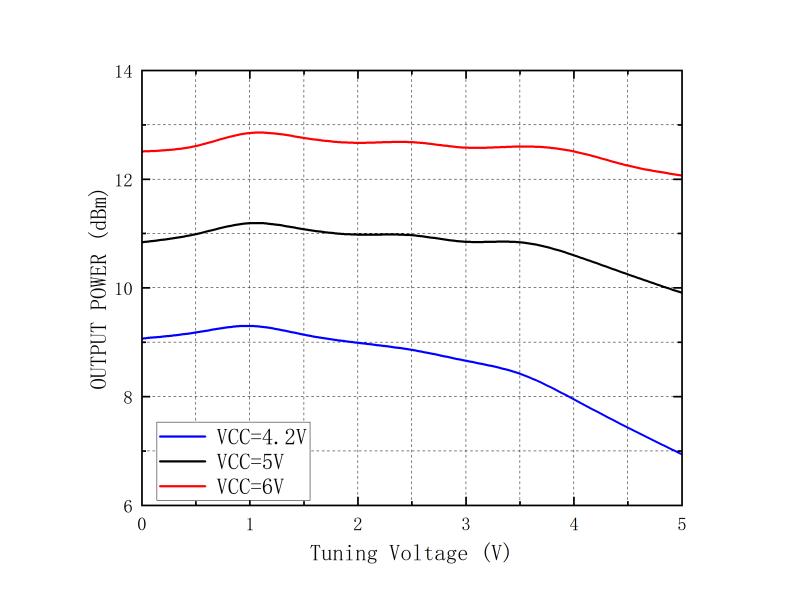 14
12
10
8
6
OUTPUT POWER (dBm)
VCC=4.2V
VCC=5V
VCC=6V
0 1 2 3 4 5
Tuning Voltage (V)